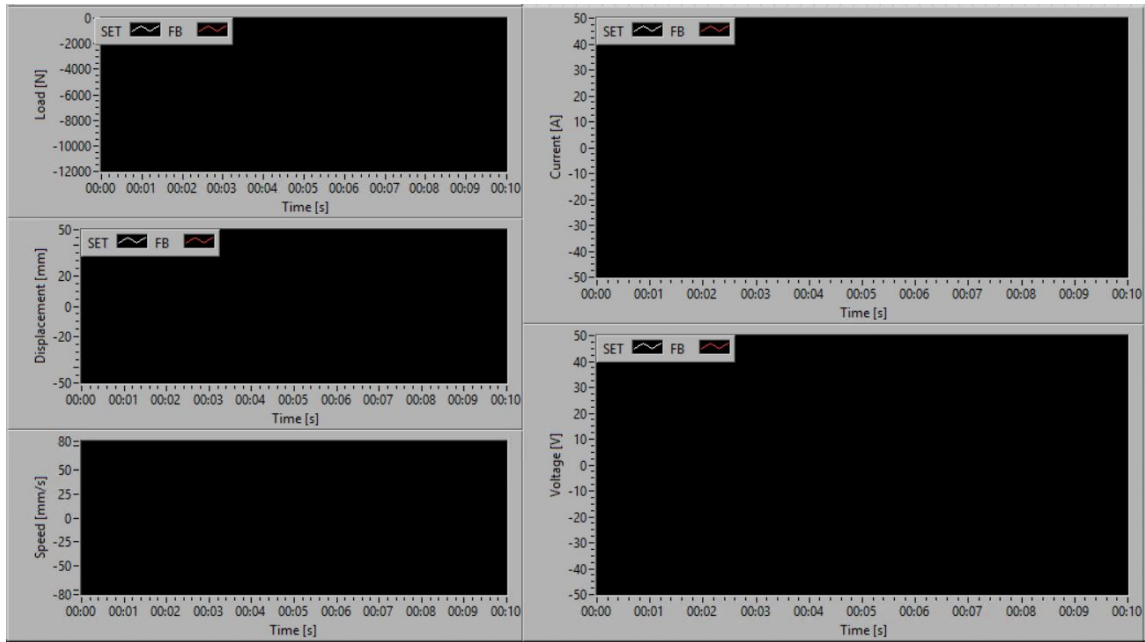 Load [N]
SET FB
0
-2000
-4000
-6000
-8000
-10000
-12000
00:00 00:01 00:02 00:03 00:04 00:05 00:06 00:07 00:08 00:09 00:10
Time [s]
Displacement [mm]
SET FB
50
20
0
-20
-50
00:00 00:01 00:02 00:03 00:04 00:05 00:06 00:07 00:08 00:09 00:10
Time [s]
Speed [mm/s]
80
50
25
0
-25
-50
-80
00:00 00:01 00:02 00:03 00:04 00:05 00:06 00:07 00:08 00:09 00:10
Time [s]
Current [A]
SET FB
50
40
30
20
10
0
-10
-20
-30
-40
-50
00:00 00:01 00:02 00:03 00:04 00:05 00:06 00:07 00:08 00:09 00:10
Time [s]
Voltage [V]
SET FB
50
40
30
20
10
0
-10
-20
-30
-40
-50
00:00 00:01 00:02 00:03 00:04 00:05 00:06 00:07 00:08 00:09 00:10
Time [s]